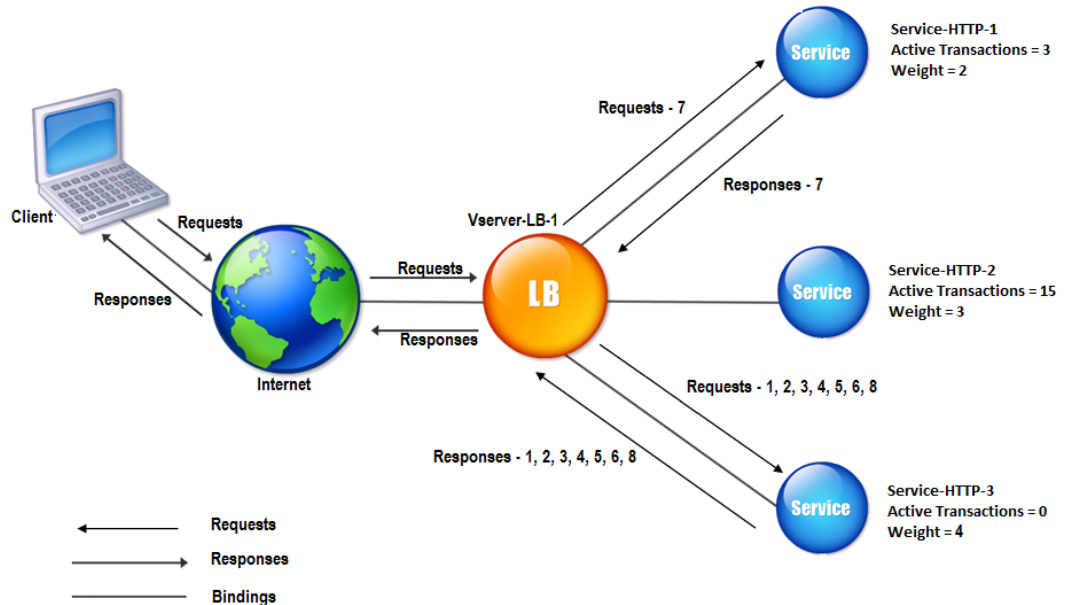 Service
Service-HTTP-1
Active Transactions = 3
Weight = 2
Requests - 7
Responses - 7
Client
Requests
Responses
Internet
Vserver-LB-1
Requests
LB
Responses
Service
Service-HTTP-2
Active Transactions = 15
Weight = 3
Requests - 1, 2, 3, 4, 5, 6, 8
Responses - 1, 2, 3, 4, 5, 6, 8
Service
Service-HTTP-3
Active Transactions = 0
Weight = 4
Requests
Responses
Bindings